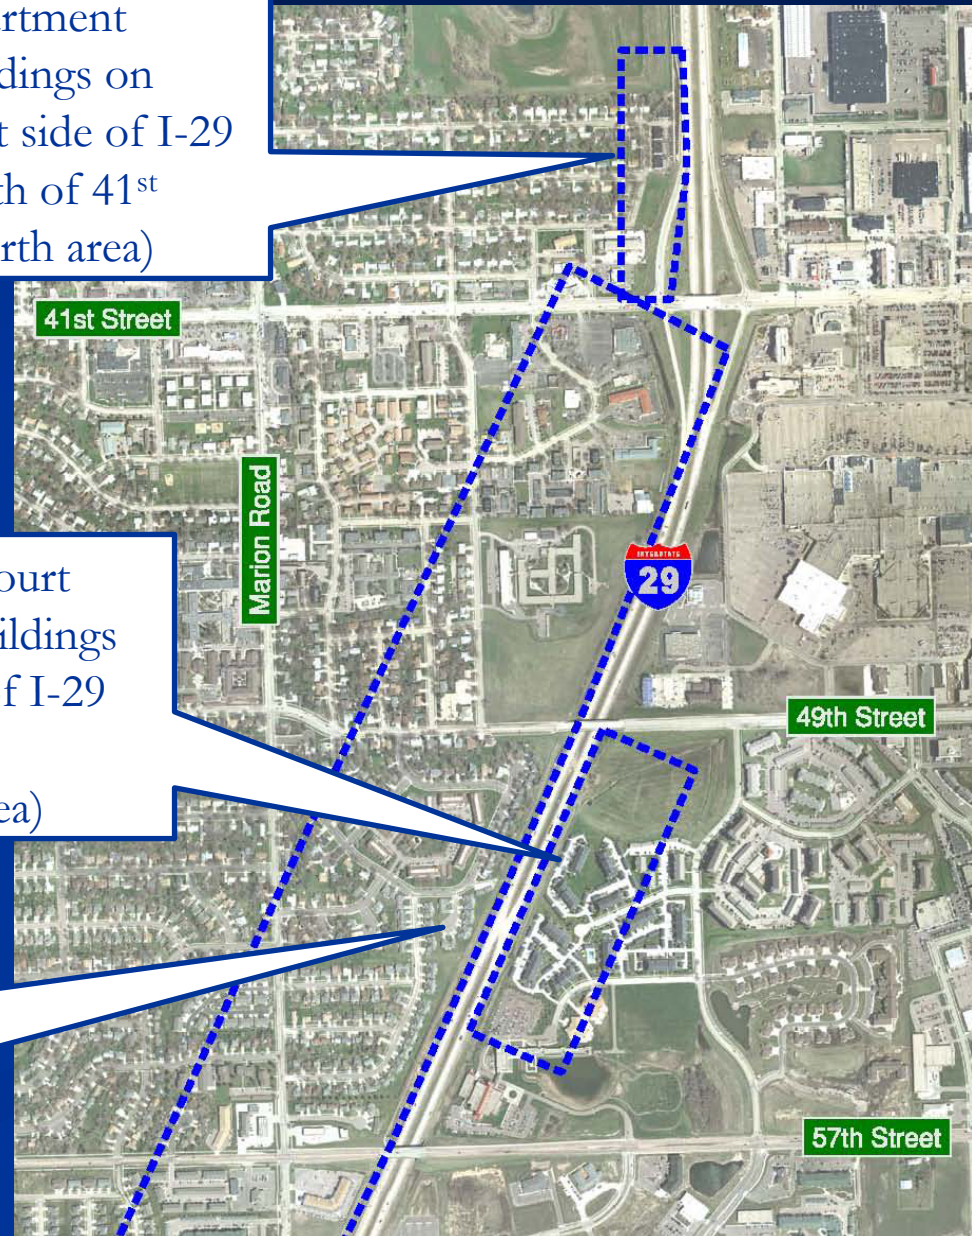 artment
dings on
t side of I-29
th of 41st
rth area)
41st Street
Marion Road
INTERSTATE
29
ourt
ildings
f I-29
ea)
49th Street
57th Street